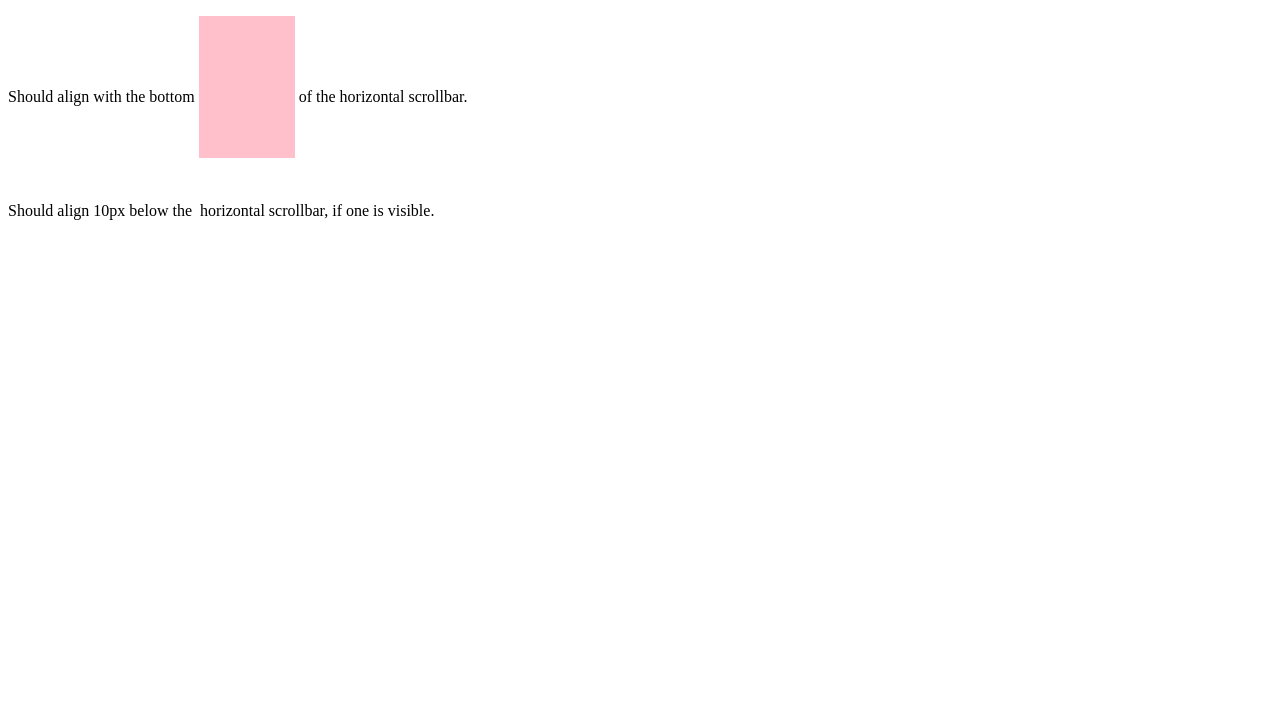 Should align with the bottom of the horizontal scrollbar.
Should align 10px below the horizontal scrollbar, if one is visible.